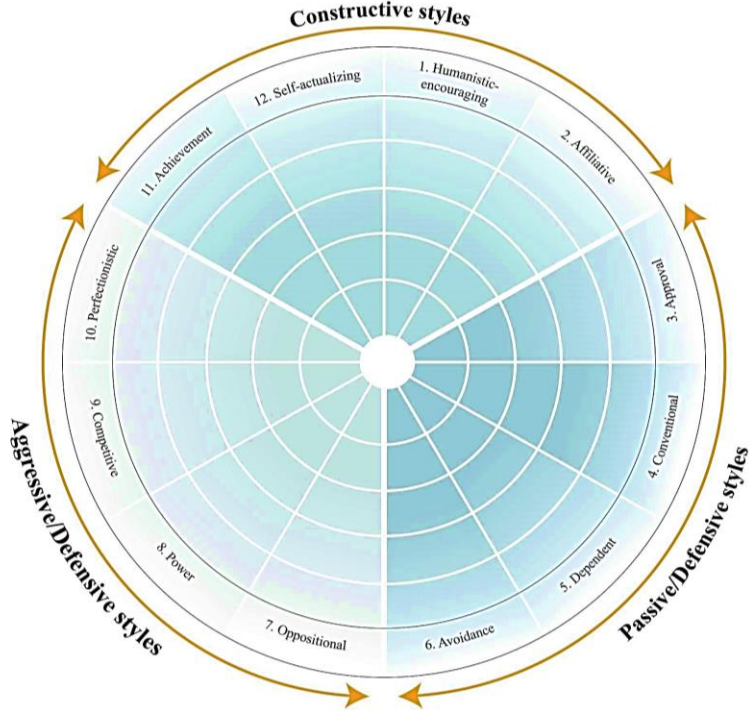 Constructive styles
1. Humanistic-
encouraging
2. Affiliative
3. Approval
4. Conventional
5. Dependent
6. Avoidance
7. Oppositional
8. Power
9. Competitive
10. Perfectionistic
11. Achievement
12. Self-actualizing
Passive/Defensive styles
Aggressive/Defensive styles